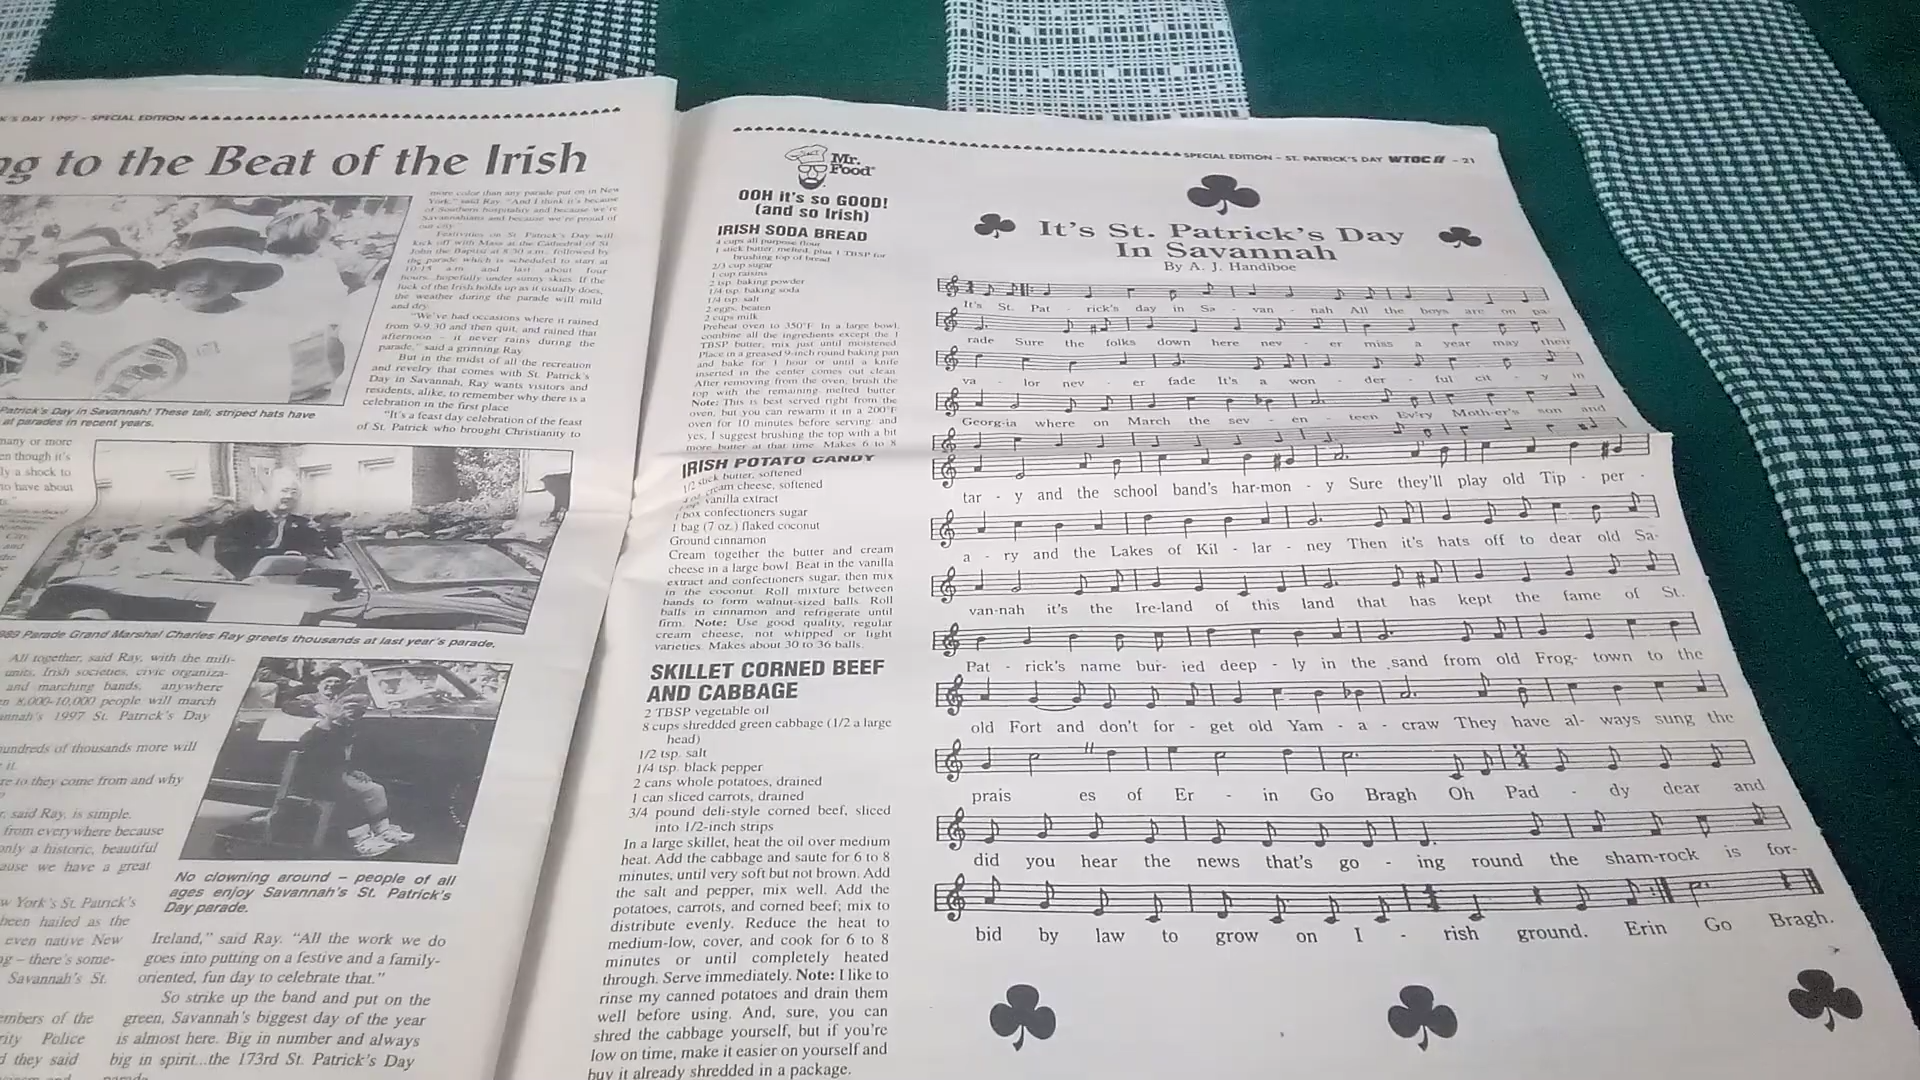 K'S DAY 1997 – SPECIAL EDITION
ng to the Beat of the Irish
more color than any parade put on in New
York," said Ray. "And I think it's because
of Southern hospitality and because we're
Savannahians and because we're proud of
our city.
Festivities on St. Patrick's Day will
kick off with Mass at the Cathedral of St.
John the Baptist at 8:30 a.m., followed by
the parade which is scheduled to start at
10:15 a.m. and last about four
hours, hopefully under sunny skies. If the
luck of the Irish holds up as it usually does,
the weather during the parade will mild
and dry.
"We've had occasions where it rained
from 9-9:30 and then quit, and rained that
afternoon – it never rains during the
parade," said a grinning Ray.
But in the midst of all the recreation
and revelry that comes with St. Patrick's
Day in Savannah, Ray wants visitors and
residents, alike, to remember why there is a
celebration in the first place
"It's a feast day celebration of the feast
of St. Patrick who brought Christianity to
Patrick's Day in Savannah! These tall, striped hats have
at parades in recent years.
many or more
en though it's
ly a shock to
to have about
989 Parade Grand Marshal Charles Ray greets thousands at last year's parade.
All together, said Ray, with the mili-
units, Irish societies, civic organiza-
and marching bands, anywhere
n 8,000-10,000 people will march
annah's 1997 St. Patrick's Day
hundreds of thousands more will
it.
re to they come from and why
r, said Ray, is simple.
from everywhere because
only a historic, beautiful
ause we have a great
w York's St. Patrick's
been hailed as the
even native New
ng – there's some-
Savannah's St.
embers of the
rity Police
d they said
No clowning around – people of all
ages enjoy Savannah's St. Patrick's
Day parade.
Ireland," said Ray. "All the work we do
goes into putting on a festive and a family-
oriented, fun day to celebrate that."
So strike up the band and put on the
green, Savannah's biggest day of the year
is almost here. Big in number and always
big in spirit...the 173rd St. Patrick's Day
parade.
SPECIAL EDITION – ST. PATRICK'S DAY WTOC 11 – 21
Mr.
Food
OOH it's so GOOD!
(and so Irish)
IRISH SODA BREAD
4 cups all purpose flour
1 stick butter, melted, plus 1 TBSP for
brushing top of bread
2/3 cup sugar
1 cup raisins
2 tsp. baking powder
1/4 tsp. baking soda
1/4 tsp. salt
2 eggs, beaten
2 cups milk
Preheat oven to 350°F. In a large bowl,
combine all the ingredients except the 1
TBSP butter, mix just until moistened.
Place in a greased 9-inch round baking pan
and bake for 1 hour or until a knife
inserted in the center comes out clean.
After removing from the oven, brush the
top with the remaining melted butter.
Note: This is best served right from the
oven, but you can rewarm it in a 200°F
oven for 10 minutes before serving. and
yes, I suggest brushing the top with a bit
more butter at that time. Makes 6 to 8
IRISH POTATO CANDY
1/2 stick butter, softened
cream cheese, softened
vanilla extract
1 box confectioners sugar
1 bag (7 oz.) flaked coconut
Ground cinnamon
Cream together the butter and cream
cheese in a large bowl. Beat in the vanilla
extract and confectioners sugar, then mix
in the coconut. Roll mixture between
hands to form walnut-sized balls. Roll
balls in cinnamon and refrigerate until
firm. Note: Use good quality, regular
cream cheese, not whipped or light
varieties. Makes about 30 to 36 balls.
SKILLET CORNED BEEF
AND CABBAGE
2 TBSP vegetable oil
8 cups shredded green cabbage (1/2 a large
head)
1/2 tsp. salt
1/4 tsp. black pepper
2 cans whole potatoes, drained
1 can sliced carrots, drained
3/4 pound deli-style corned beef, sliced
into 1/2-inch strips
In a large skillet, heat the oil over medium
heat. Add the cabbage and saute for 6 to 8
minutes, until very soft but not brown. Add
the salt and pepper, mix well. Add the
potatoes, carrots, and corned beef; mix to
distribute evenly. Reduce the heat to
medium-low, cover, and cook for 6 to 8
minutes or until completely heated
through. Serve immediately. Note: I like to
rinse my canned potatoes and drain them
well before using. And, sure, you can
shred the cabbage yourself, but if you're
low on time, make it easier on yourself and
buy it already shredded in a package.
It's St. Patrick's Day
In Savannah
By A. J. Handiboe
It's St. Pat - rick's day in Sa - van - nah All the boys are on pa-
rade Sure the folks down here nev - er miss a year may their
va - lor nev - er fade It's a won - der - ful cit - y in
Georg-ia where on March the sev - en - teen Ev'ry Moth-er's son and
tar - y and the school band's har-mon - y Sure they'll play old Tip - per -
a - ry and the Lakes of Kil - lar - ney Then it's hats off to dear old Sa-
van-nah it's the Ire-land of this land that has kept the fame of St.
Pat - rick's name bur- ied deep - ly in the sand from old Frog- town to the
old Fort and don't for - get old Yam - a - craw They have al- ways sung the
prais es of Er - in Go Bragh Oh Pad - dy dear and
did you hear the news that's go - ing round the sham-rock is for-
bid by law to grow on I - rish ground. Erin Go Bragh.